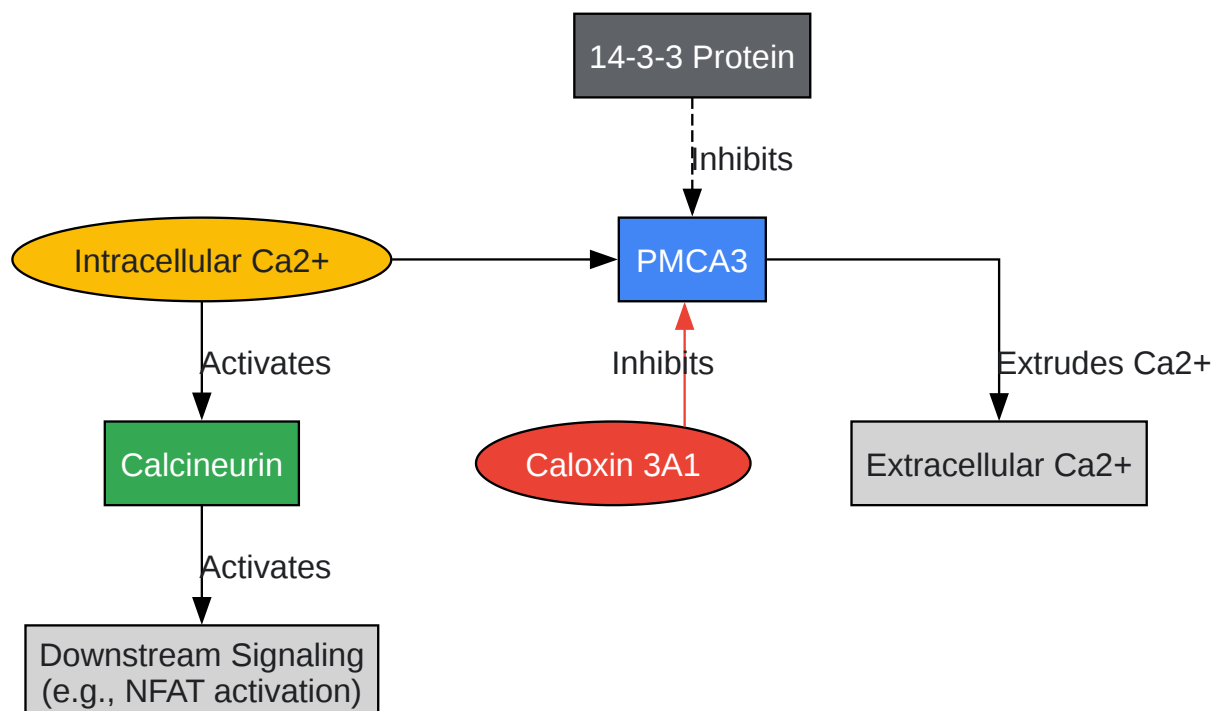 14-3-3 Protein
Inhibits
Intracellular Ca2+
PMCA3
Activates
Inhibits
Extrudes Ca2+
Calcineurin
Caloxin 3A1
Extracellular Ca2+
Activates
Downstream Signaling
(e.g., NFAT activation)